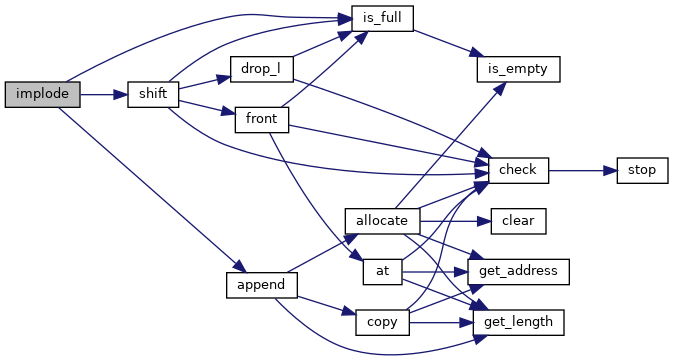 is_full
drop_l
is_empty
implode
shift
front
check
stop
allocate
clear
append
at
get_address
copy
get_length